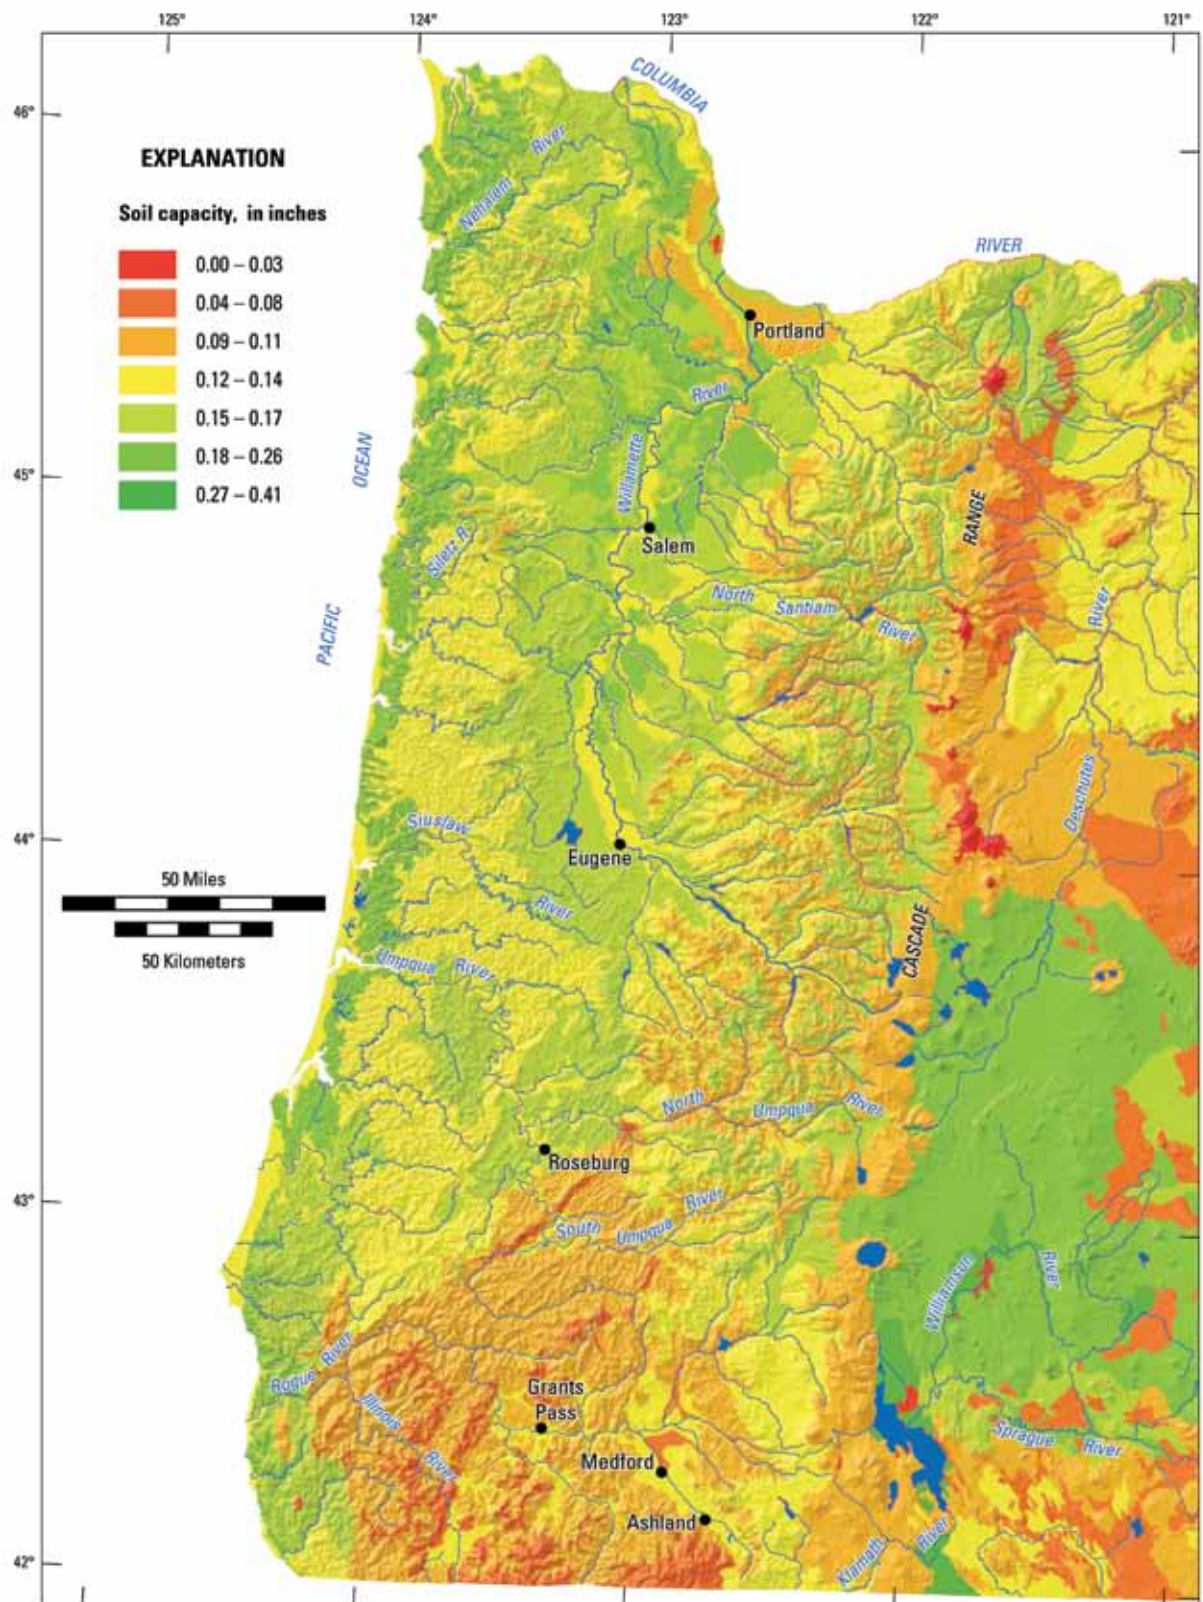 125°
124°
123°
122°
121°
46°
45°
44°
43°
42°
EXPLANATION
Soil capacity, in inches
0.00 – 0.03
0.04 – 0.08
0.09 – 0.11
0.12 – 0.14
0.15 – 0.17
0.18 – 0.26
0.27 – 0.41
COLUMBIA
RIVER
Nehalem River
Portland
Willamette River
PACIFIC OCEAN
Siletz R.
Salem
North Santiam River
CASCADE RANGE
Deschutes River
50 Miles
50 Kilometers
Siuslaw River
Eugene
Umpqua River
North Umpqua River
Roseburg
South Umpqua River
Williamson River
Rogue River
Illinois River
Grants
Pass
Sprague River
Medford
Ashland
Klamath River